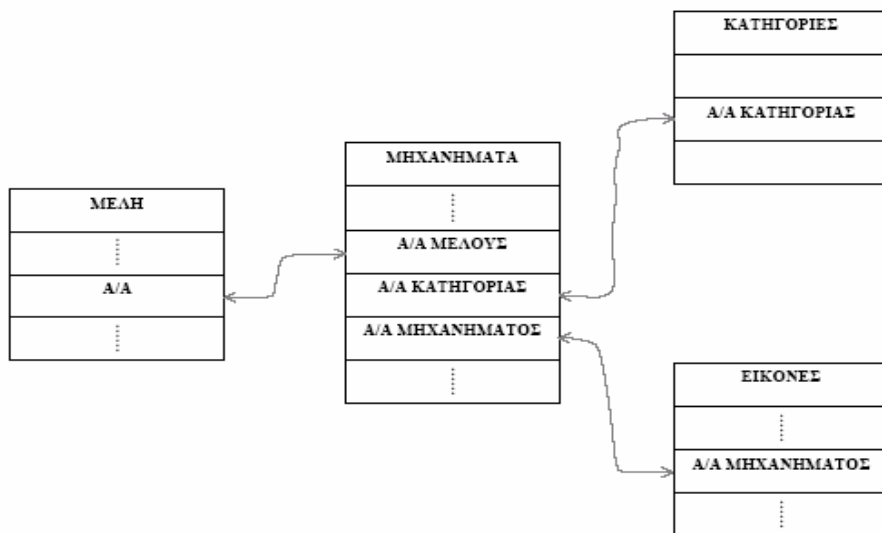 ΜΕΛΗ
Α/Α
ΜΗΧΑΝΗΜΑΤΑ
Α/Α ΜΕΛΟΥΣ
Α/Α ΚΑΤΗΓΟΡΙΑΣ
Α/Α ΜΗΧΑΝΗΜΑΤΟΣ
ΚΑΤΗΓΟΡΙΕΣ
Α/Α ΚΑΤΗΓΟΡΙΑΣ
ΕΙΚΟΝΕΣ
Α/Α ΜΗΧΑΝΗΜΑΤΟΣ